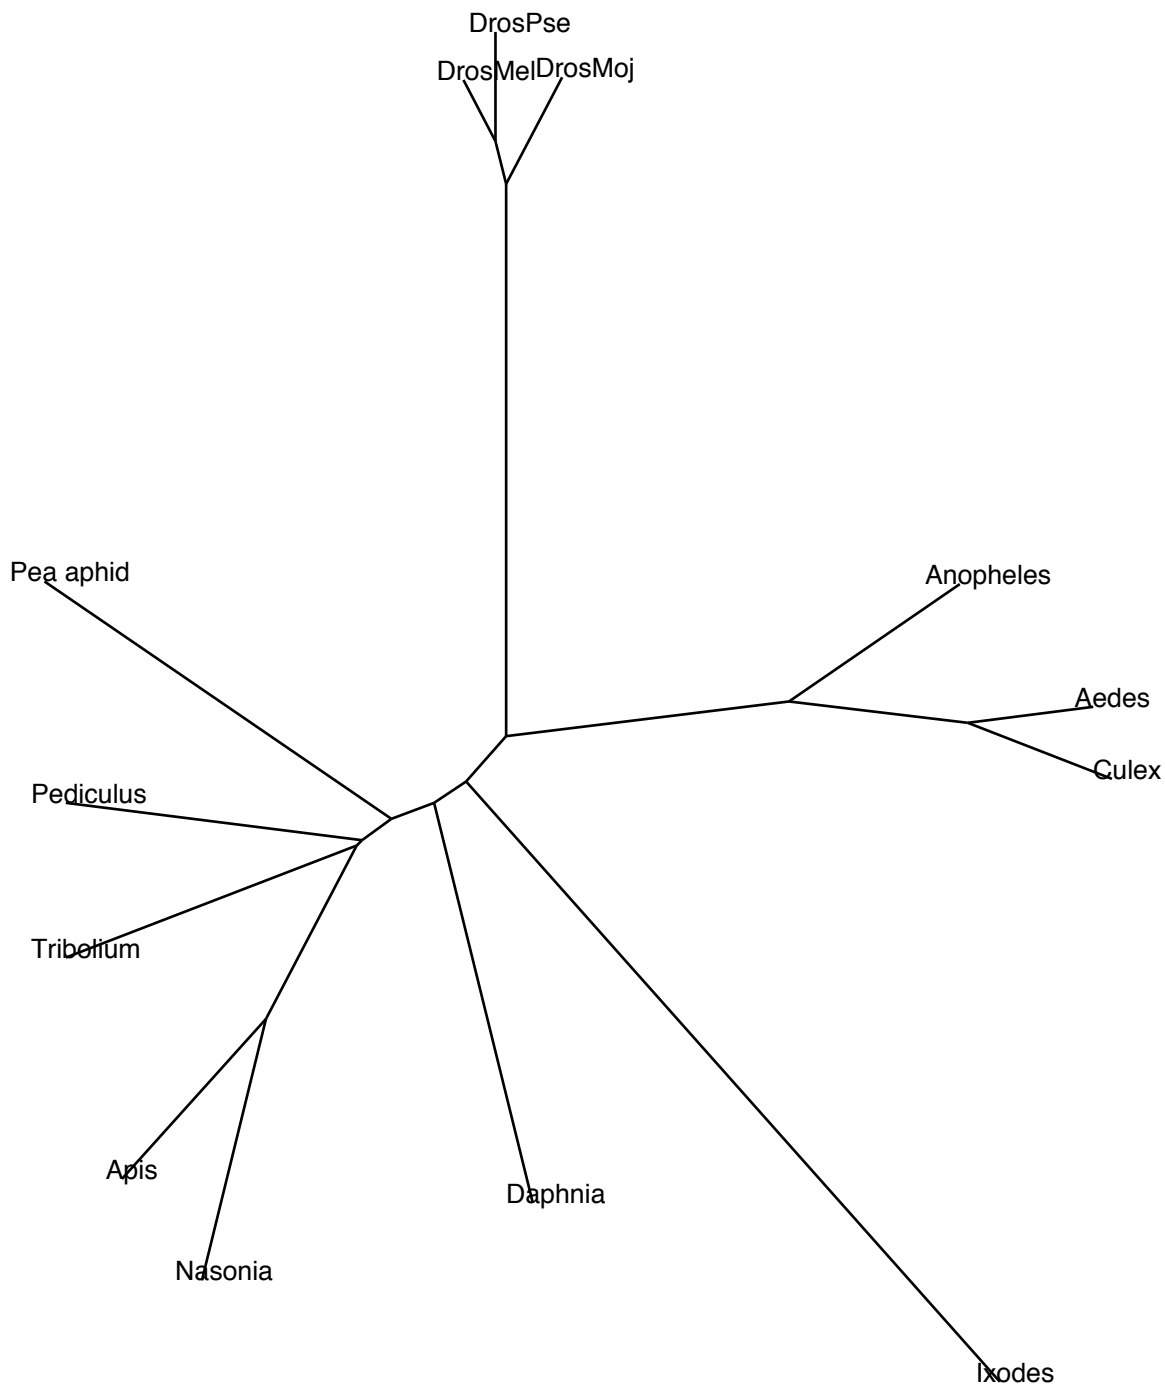 DrosPse
DrosMel
DrosMoj
Pea aphid
Anopheles
Aedes
Culex
Pediculus
Tribolium
Apis
Daphnia
Nasonia
Ixodes